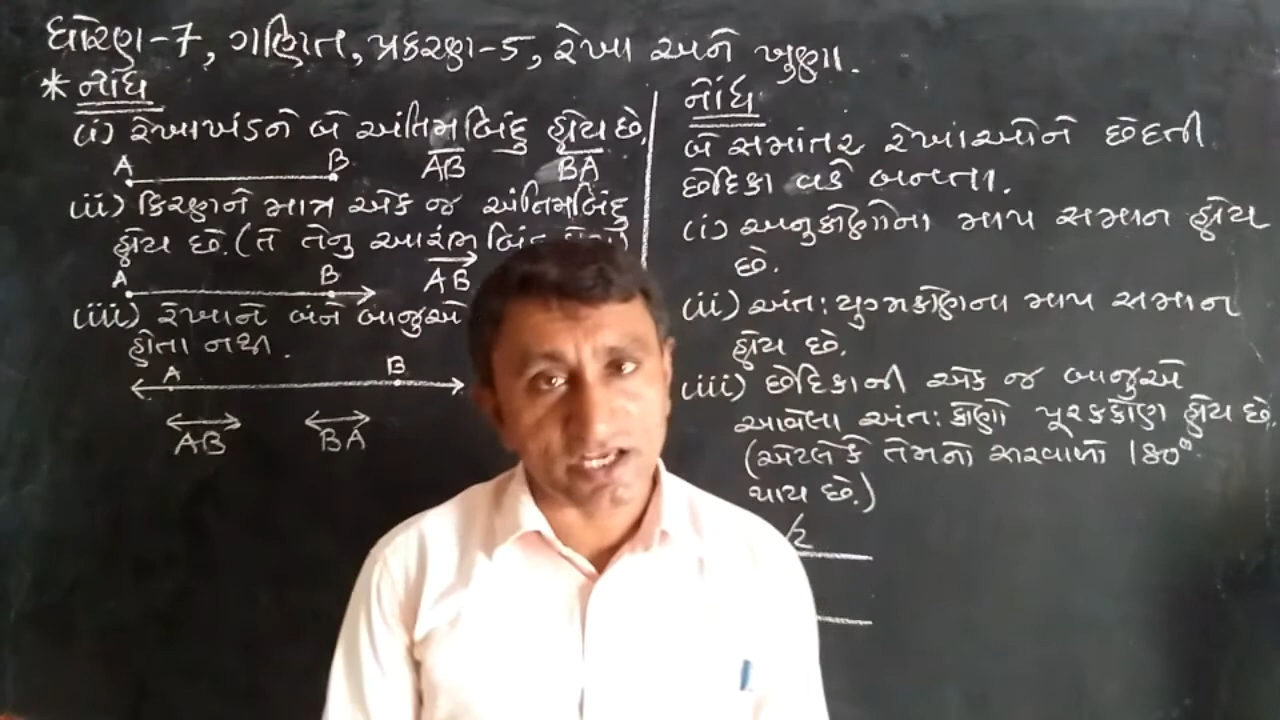 ધોરણ-7, ગણિત, પ્રકરણ-5, રેખા અને ખુણા.
* નોંધ
(i) રેખાખંડને બે અંતિમબિંદુ હોય છે.
A B AB BA
(ii) કિરણને માત્ર એક જ અંતિમબિંદુ
હોય છે. (તે તેનુ આરંભબિંદુ
A B AB
(iii) રેખાને બંને બાજુએ
હોતા નથી.
A B
AB BA
નોંધ
બે સમાંતર રેખાઓને છેદતી
છેદિકા વડે બનતા.
(i) અનુકોણોના માપ સમાન હોય
છે.
(ii) અંત:યુગ્મકોણના માપ સમાન
હોય છે.
(iii) છેદિકાની એક જ બાજુએ
આવેલા અંત: કોણો પૂરકકોણ હોય છે.
(એટલેકે તેમનો સરવાળો 180°
થાય છે.)